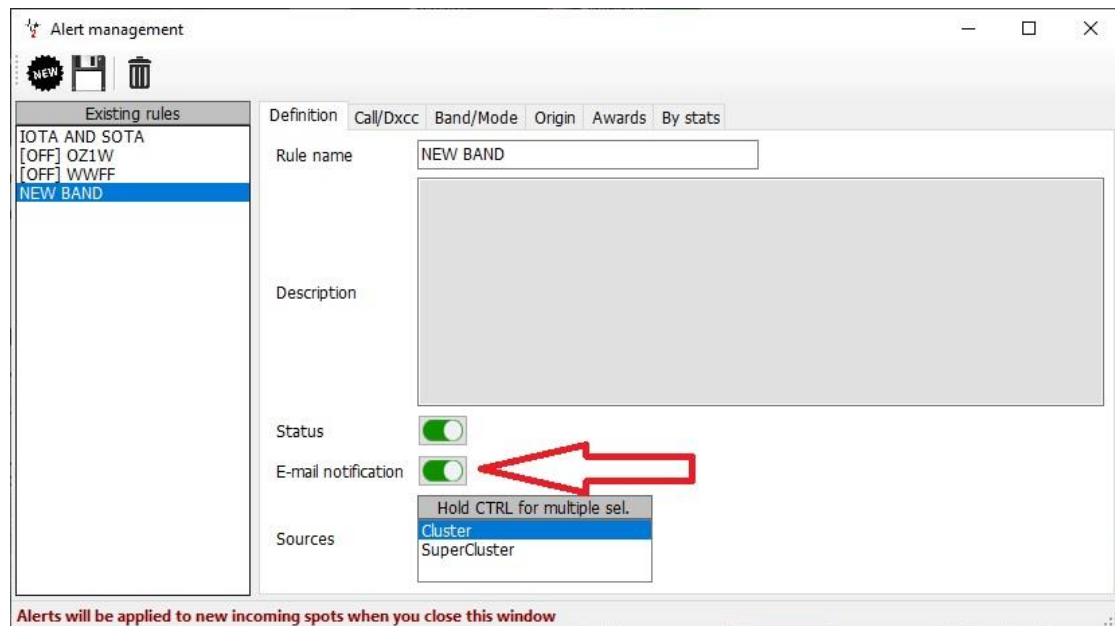 Alert management
NEW
Existing rules
IOTA AND SOTA
[OFF] OZ1W
[OFF] WWFF
NEW BAND
Definition Call/Dxcc Band/Mode Origin Awards By stats
Rule name NEW BAND
Description
Status
E-mail notification
Hold CTRL for multiple sel.
Sources
Cluster
SuperCluster
Alerts will be applied to new incoming spots when you close this window